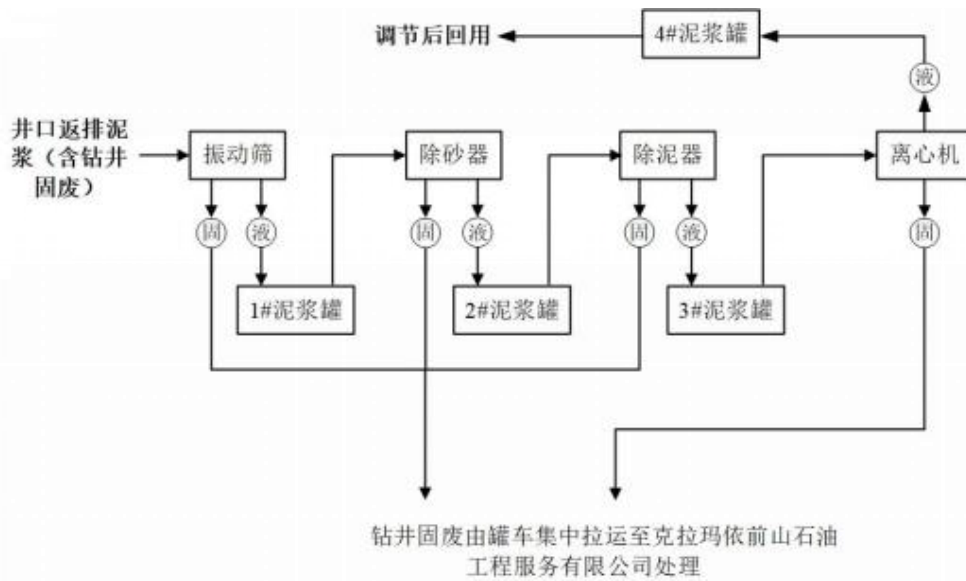 调节后回用
4#泥浆罐
液
井口返排泥
浆（含钻井
固废）
振动筛
除砂器
除泥器
离心机
固
液
固
液
固
液
固
1#泥浆罐
2#泥浆罐
3#泥浆罐
钻井固废由罐车集中拉运至克拉玛依前山石油
工程服务有限公司处理